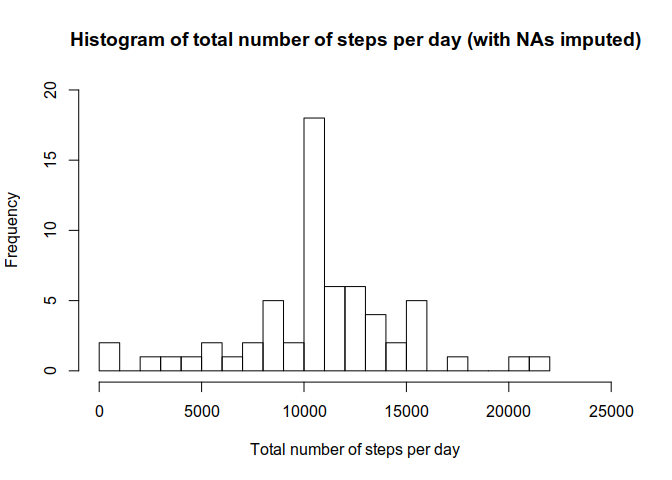 Histogram of total number of steps per day (with NAs imputed)
20
15
10
5
0
Frequency
0 5000 10000 15000 20000 25000
Total number of steps per day